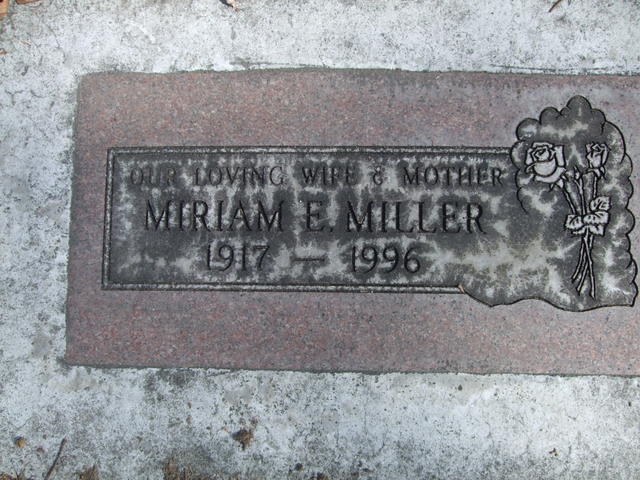 OUR LOVING WIFE & MOTHER
MIRIAM E. MILLER
1917 — 1996